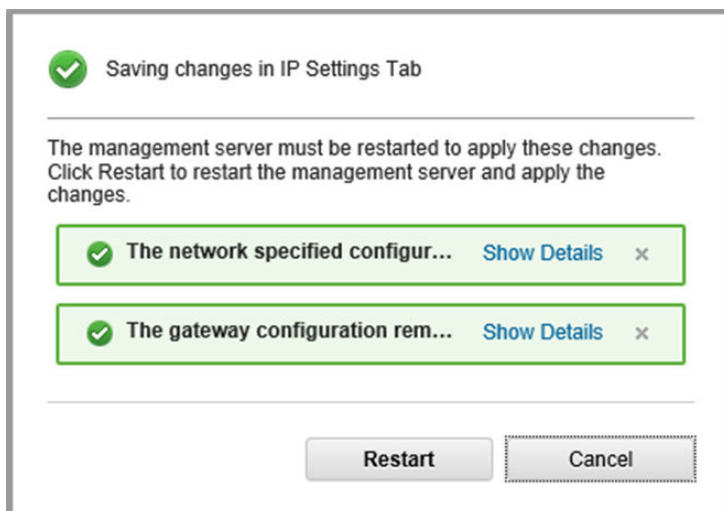 Saving changes in IP Settings Tab
The management server must be restarted to apply these changes.
Click Restart to restart the management server and apply the
changes.
The network specified configur... Show Details ×
The gateway configuration rem... Show Details ×
Restart Cancel